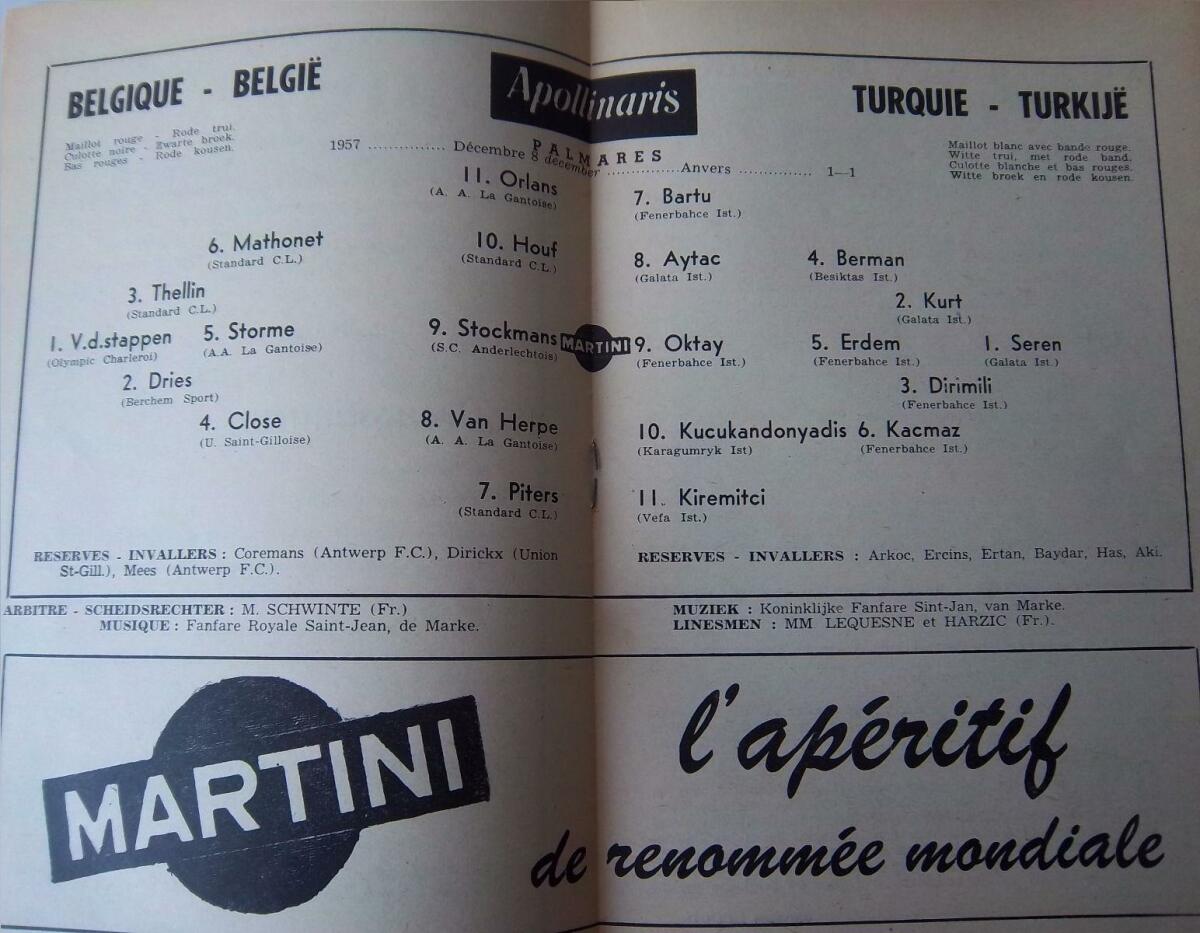 BELGIQUE - BELGIË
Maillot rouge - Rode trui.
Culotte noire - Zwarte broek.
Bas rouges - Rode kousen.
Apollinaris
TURQUIE - TURKIJË
Maillot blanc avec bande rouge.
Witte trui, met rode band.
Culotte blanche et bas rouges.
Witte broek en rode kousen.
PALMARES
1957 .............. Décembre 8 december .............. Anvers .............. 1—1
11. Orlans
(A. A. La Gantoise)
6. Mathonet
(Standard C.L.)
10. Houf
(Standard C.L.)
3. Thellin
(Standard C.L.)
1. V.d.stappen
(Olympic Charleroi)
5. Storme
(A.A. La Gantoise)
9. Stockmans
(S.C. Anderlechtois)
2. Dries
(Berchem Sport)
4. Close
(U. Saint-Gilloise)
8. Van Herpe
(A. A. La Gantoise)
7. Piters
(Standard C.L.)
RESERVES - INVALLERS : Coremans (Antwerp F.C.), Dirickx (Union
St-Gill.), Mees (Antwerp F.C.).
MARTINI
7. Bartu
(Fenerbahce Ist.)
8. Aytac
(Galata Ist.)
4. Berman
(Besiktas Ist.)
2. Kurt
(Galata Ist.)
9. Oktay
(Fenerbahce Ist.)
5. Erdem
(Fenerbahce Ist.)
1. Seren
(Galata Ist.)
3. Dirimili
(Fenerbahce Ist.)
10. Kucukandonyadis
(Karagumryk Ist)
6. Kacmaz
(Fenerbahce Ist.)
11. Kiremitci
(Vefa Ist.)
RESERVES - INVALLERS : Arkoc, Ercins, Ertan, Baydar, Has, Aki.
ARBITRE - SCHEIDSRECHTER : M. SCHWINTE (Fr.)
MUSIQUE : Fanfare Royale Saint-Jean, de Marke.
MUZIEK : Koninklijke Fanfare Sint-Jan, van Marke.
LINESMEN : MM LEQUESNE et HARZIC (Fr.).
MARTINI
l'apéritif
de renommée mondiale